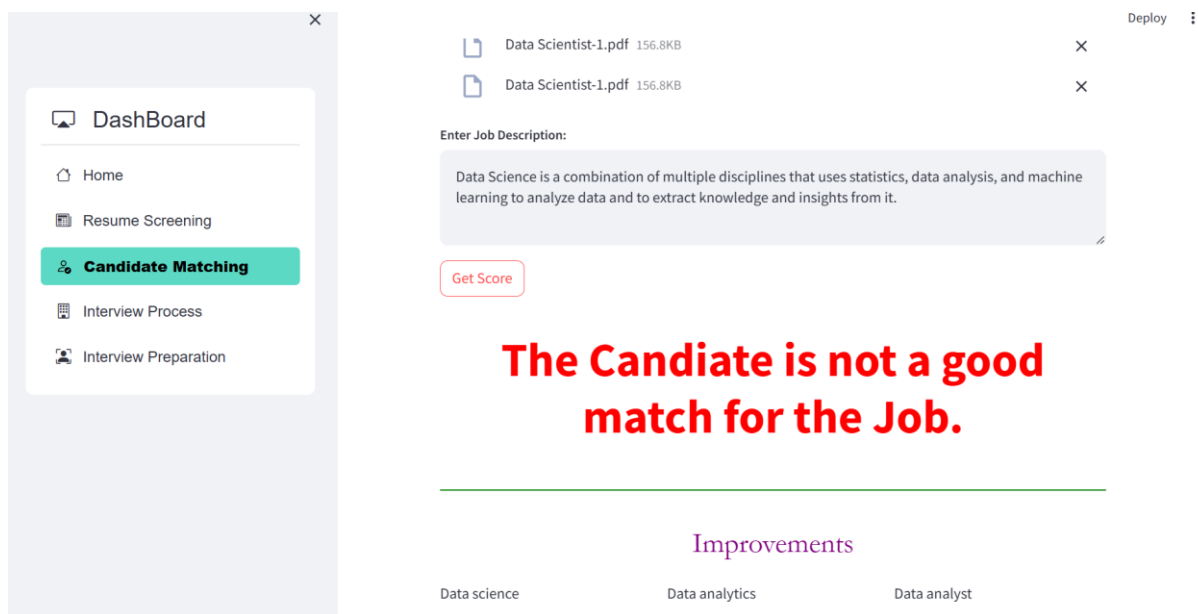 Deploy
Data Scientist-1.pdf 156.8KB
Data Scientist-1.pdf 156.8KB
DashBoard
Home
Resume Screening
Candidate Matching
Interview Process
Interview Preparation
Enter Job Description:
Data Science is a combination of multiple disciplines that uses statistics, data analysis, and machine
learning to analyze data and to extract knowledge and insights from it.
Get Score
The Candiate is not a good
match for the Job.
Improvements
Data science Data analytics Data analyst